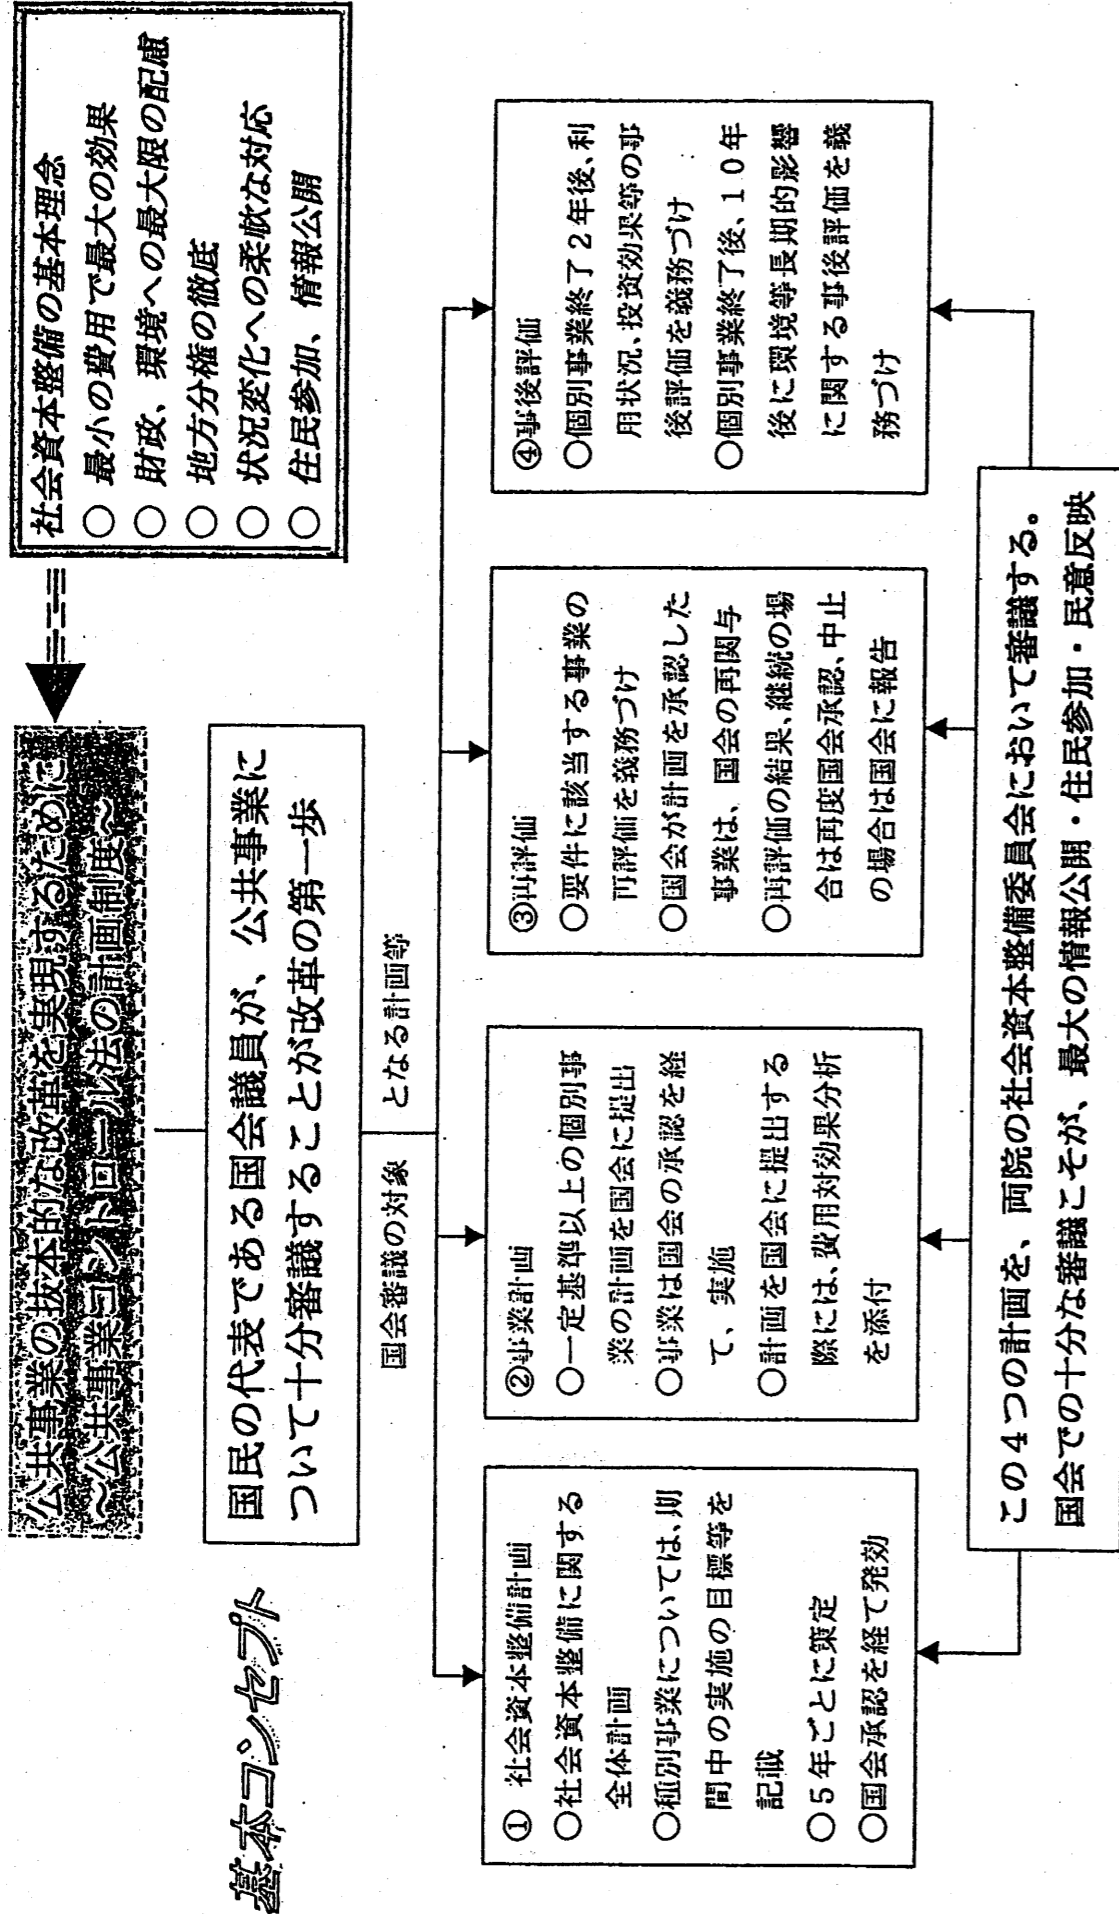 基本コンセプト
公共事業の抜本的な改革を実現するために
～公共事業コントロール法の計画制度～
社会資本整備の基本理念
○ 最小の費用で最大の効果
○ 財政、環境への最大限の配慮
○ 地方分権の徹底
○ 状況変化への柔軟な対応
○ 住民参加、情報公開
国民の代表である国会議員が、公共事業に
ついて十分審議することが改革の第一歩
国会審議の対象 となる計画等
① 社会資本整備計画
○社会資本整備に関する
全体計画
○種別事業については、期
間中の実施の目標等を
記載
○５年ごとに策定
○国会承認を経て発効
②事業計画
○一定基準以上の個別事
業の計画を国会に提出
○事業は国会の承認を経
て、実施
○計画を国会に提出する
際には、費用対効果分析
を添付
③再評価
○要件に該当する事業の
再評価を義務づけ
○国会が計画を承認した
事業は、国会の再関与
○再評価の結果、継続の場
合は再度国会承認、中止
の場合は国会に報告
④事後評価
○個別事業終了２年後、利
用状況、投資効果等の事
後評価を義務づけ
○個別事業終了後、１０年
後に環境等長期的影響
に関する事後評価を義
務づけ
この４つの計画を、両院の社会資本整備委員会において審議する。
国会での十分な審議こそが、最大の情報公開・住民参加・民意反映